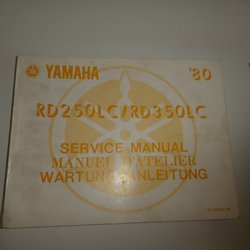 YAMAHA '80
RD250LC/RD350LC
SERVICE MANUAL
MANUEL D'ATELIER
WARTUNGSANLEITUNG